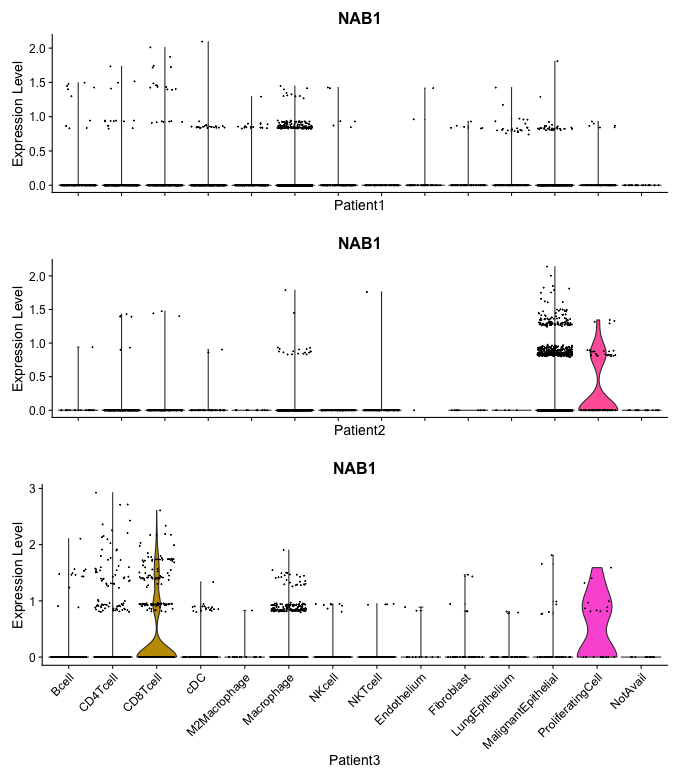 NAB1
Expression Level
2.0
1.5
1.0
0.5
0.0
Patient1
NAB1
Expression Level
2.0
1.5
1.0
0.5
0.0
Patient2
NAB1
Expression Level
3
2
1
0
Bcell
CD4Tcell
CD8Tcell
cDC
M2Macrophage
Macrophage
NKcell
NKTcell
Endothelium
Fibroblast
LungEpithelium
MalignantEpithelial
ProliferatingCell
NotAvail
Patient3